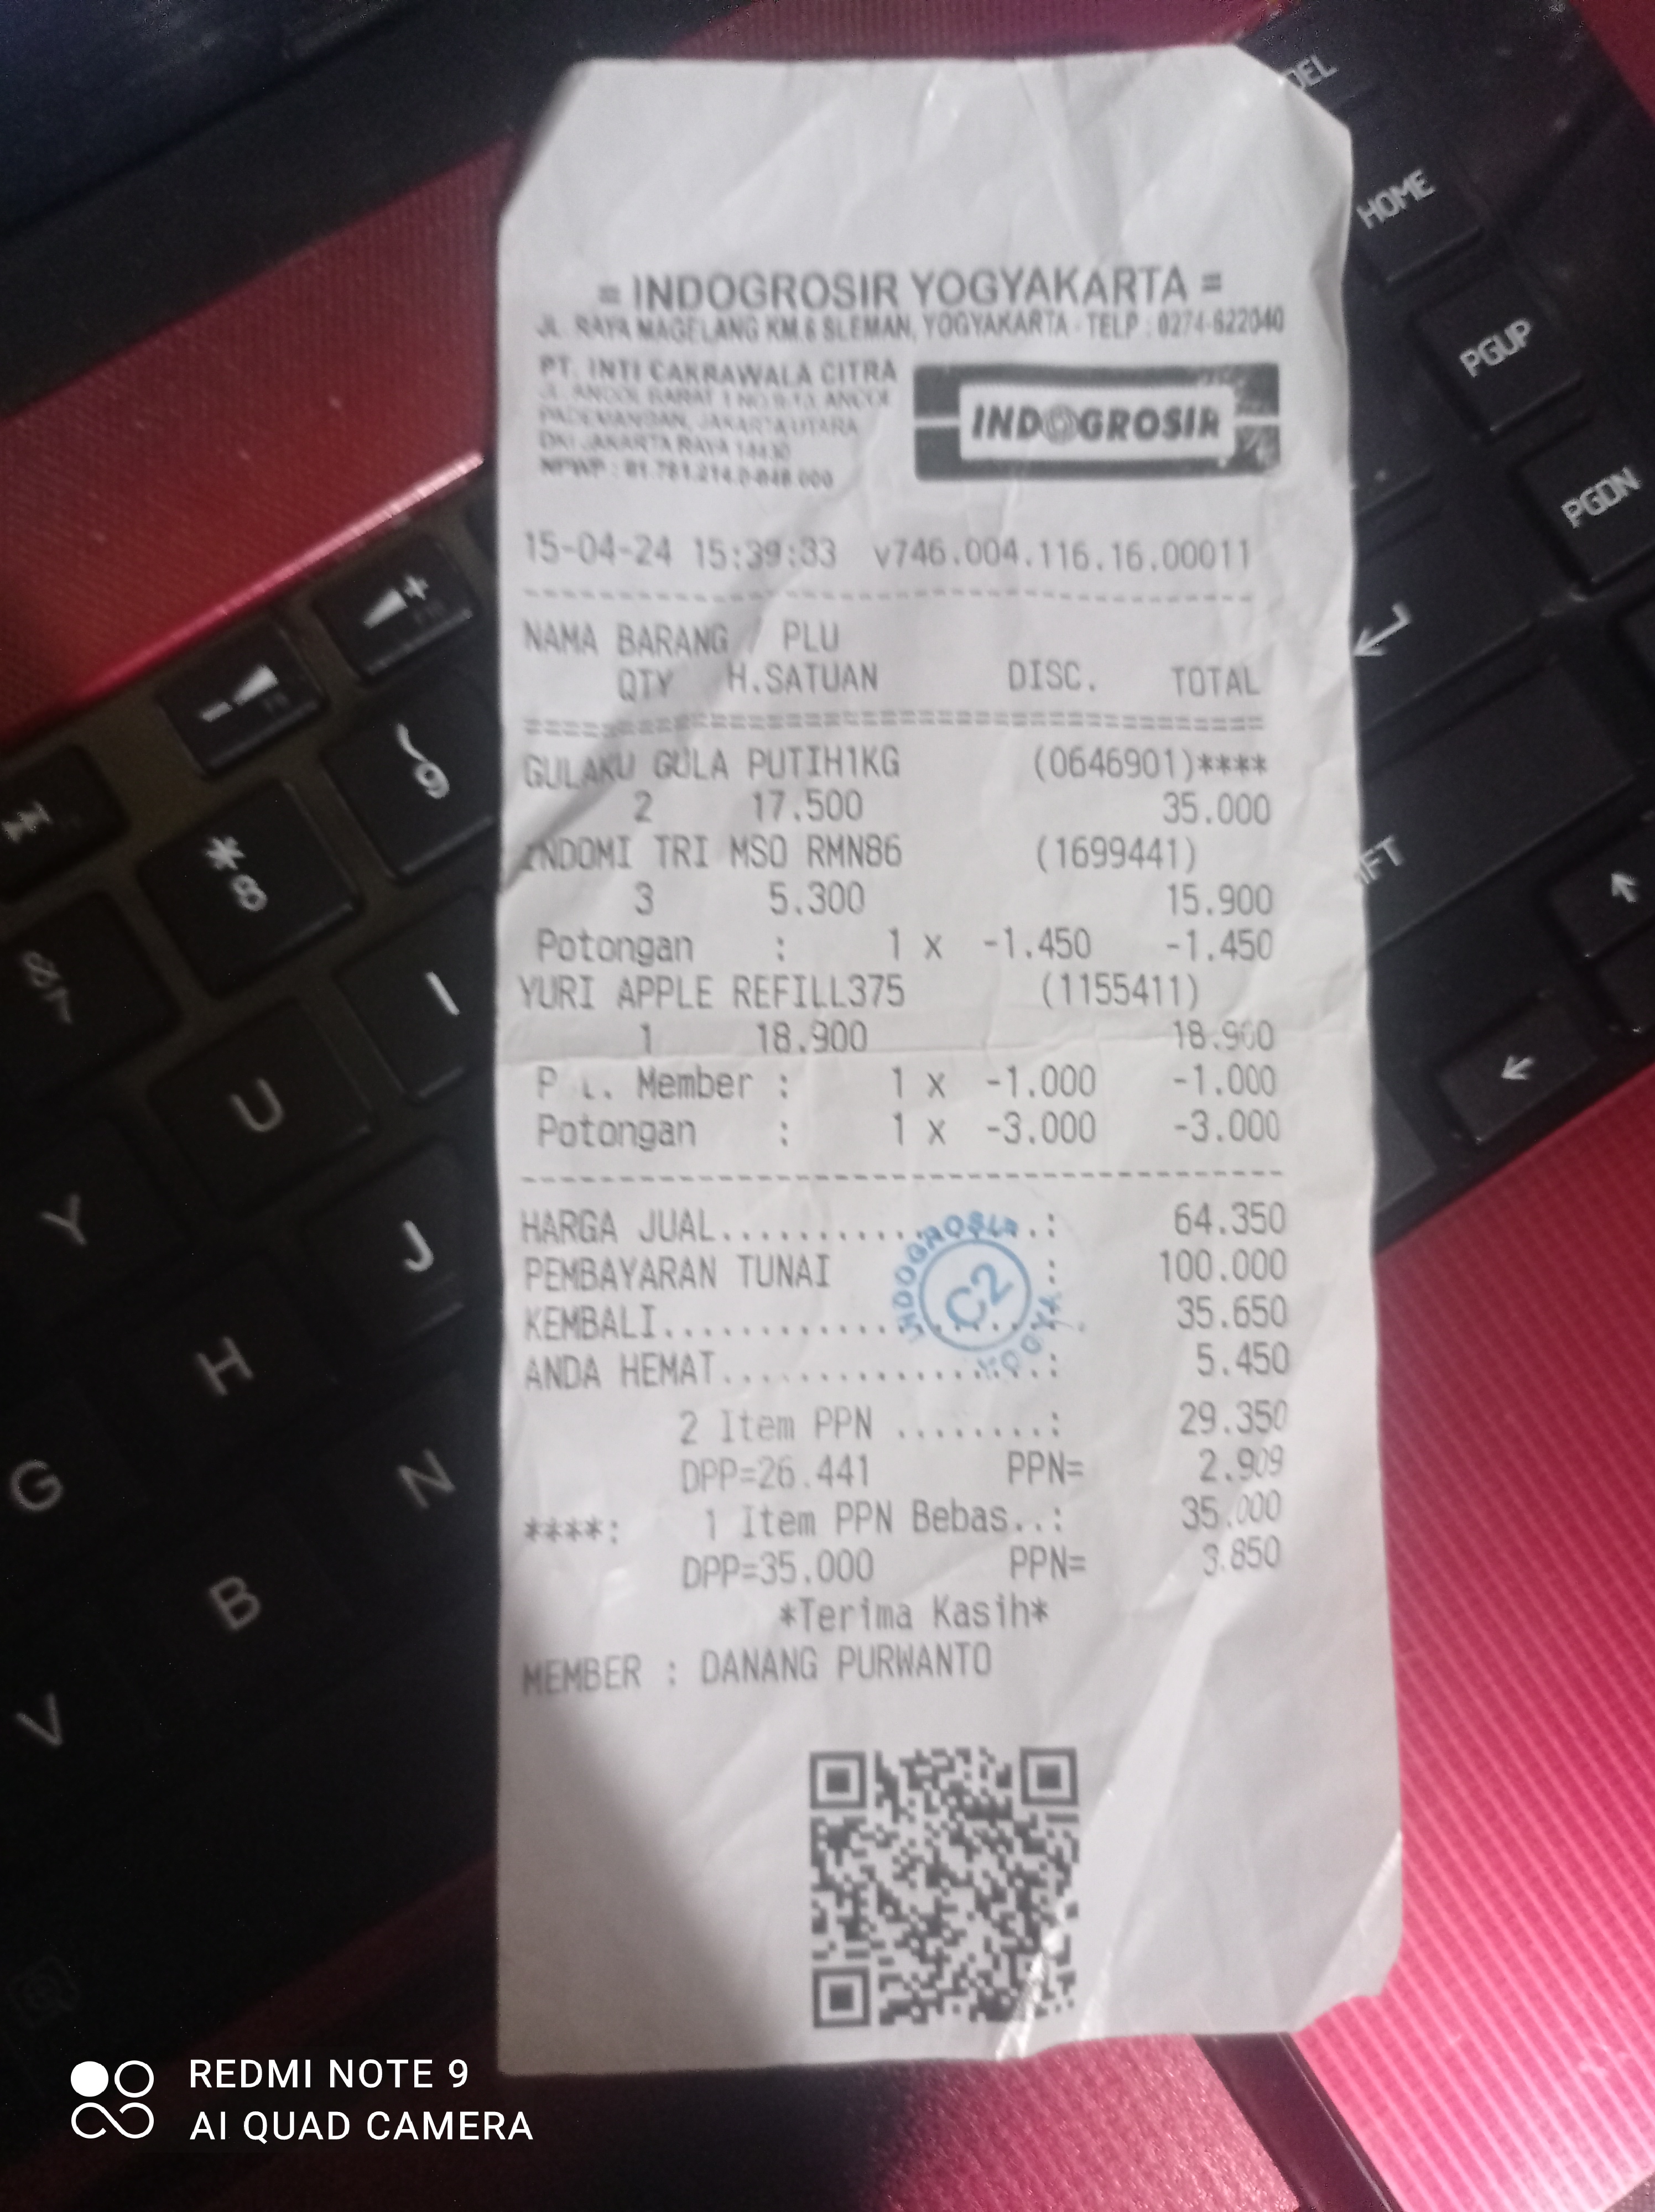 = INDOGROSIR YOGYAKARTA =
JL. RAYA MAGELANG KM.6 SLEMAN, YOGYAKARTA - TELP : 0274-622040
PT. INTI CAKRAWALA CITRA
JL. ANCOL BARAT 1 NO.9-10, ANCOL
PADEMANGAN, JAKARTA UTARA
DKI JAKARTA RAYA 14430
NPWP : 01.781.214.0-046.000
INDOGROSIR
15-04-24 15:39:33 v746.004.116.16.00011
NAMA BARANG / PLU
QTY H.SATUAN DISC. TOTAL
GULAKU GULA PUTIH1KG (0646901)****
2 17.500 35.000
INDOMI TRI MSO RMN86 (1699441)
3 5.300 15.900
Potongan : 1 x -1.450 -1.450
YURI APPLE REFILL375 (1155411)
1 18.900 18.900
P t. Member : 1 x -1.000 -1.000
Potongan : 1 x -3.000 -3.000
HARGA JUAL..................: 64.350
PEMBAYARAN TUNAI : 100.000
KEMBALI.....................: 35.650
ANDA HEMAT..................: 5.450
INDOGROSIR
C2
YOGYA
2 Item PPN .........: 29.350
DPP=26.441 PPN= 2.909
****: 1 Item PPN Bebas..: 35.000
DPP=35.000 PPN= 3.850
*Terima Kasih*
MEMBER : DANANG PURWANTO
DEL
HOME
PGUP
PGDN
( 9
* 8
& 7
I
U
Y
J
H
G
N
B
V
REDMI NOTE 9
AI QUAD CAMERA